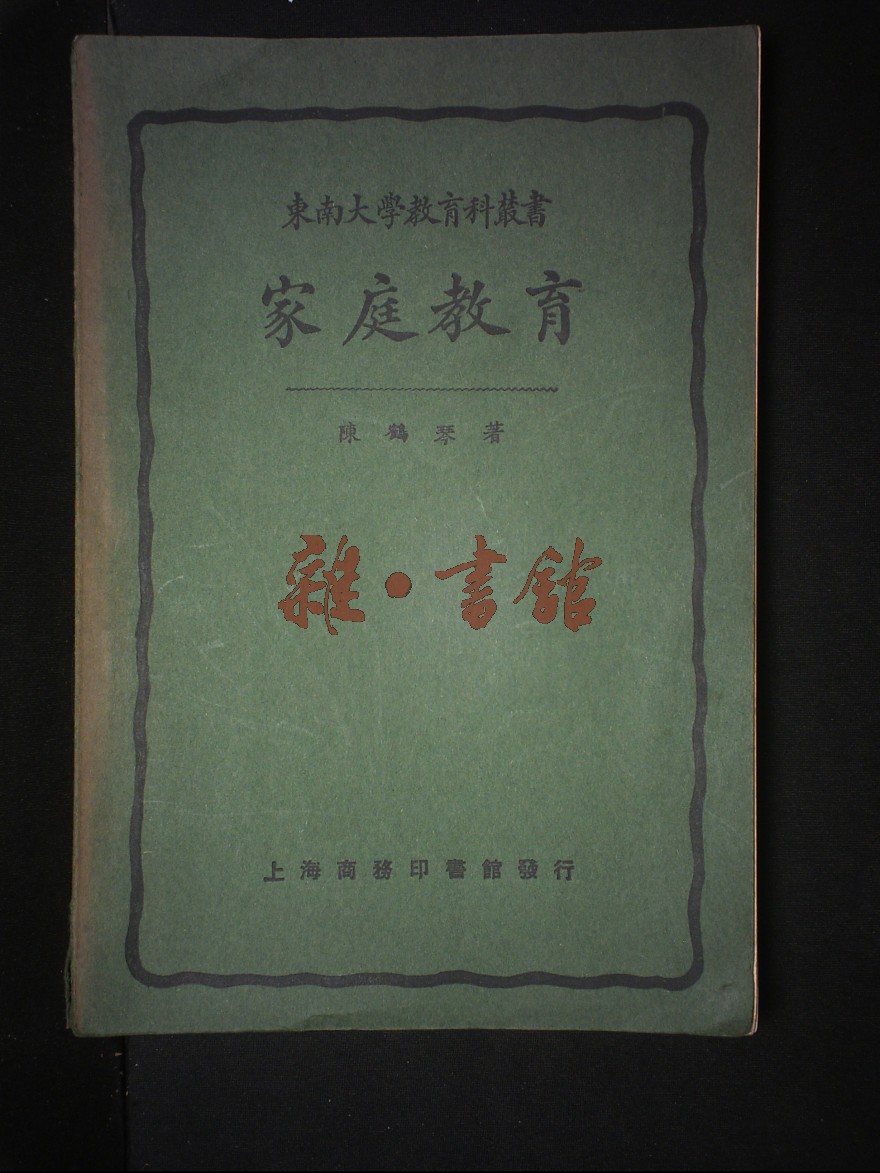 東南大學教育科叢書
家庭教育
陳鶴琴著
雜·書館
上海商務印書館發行